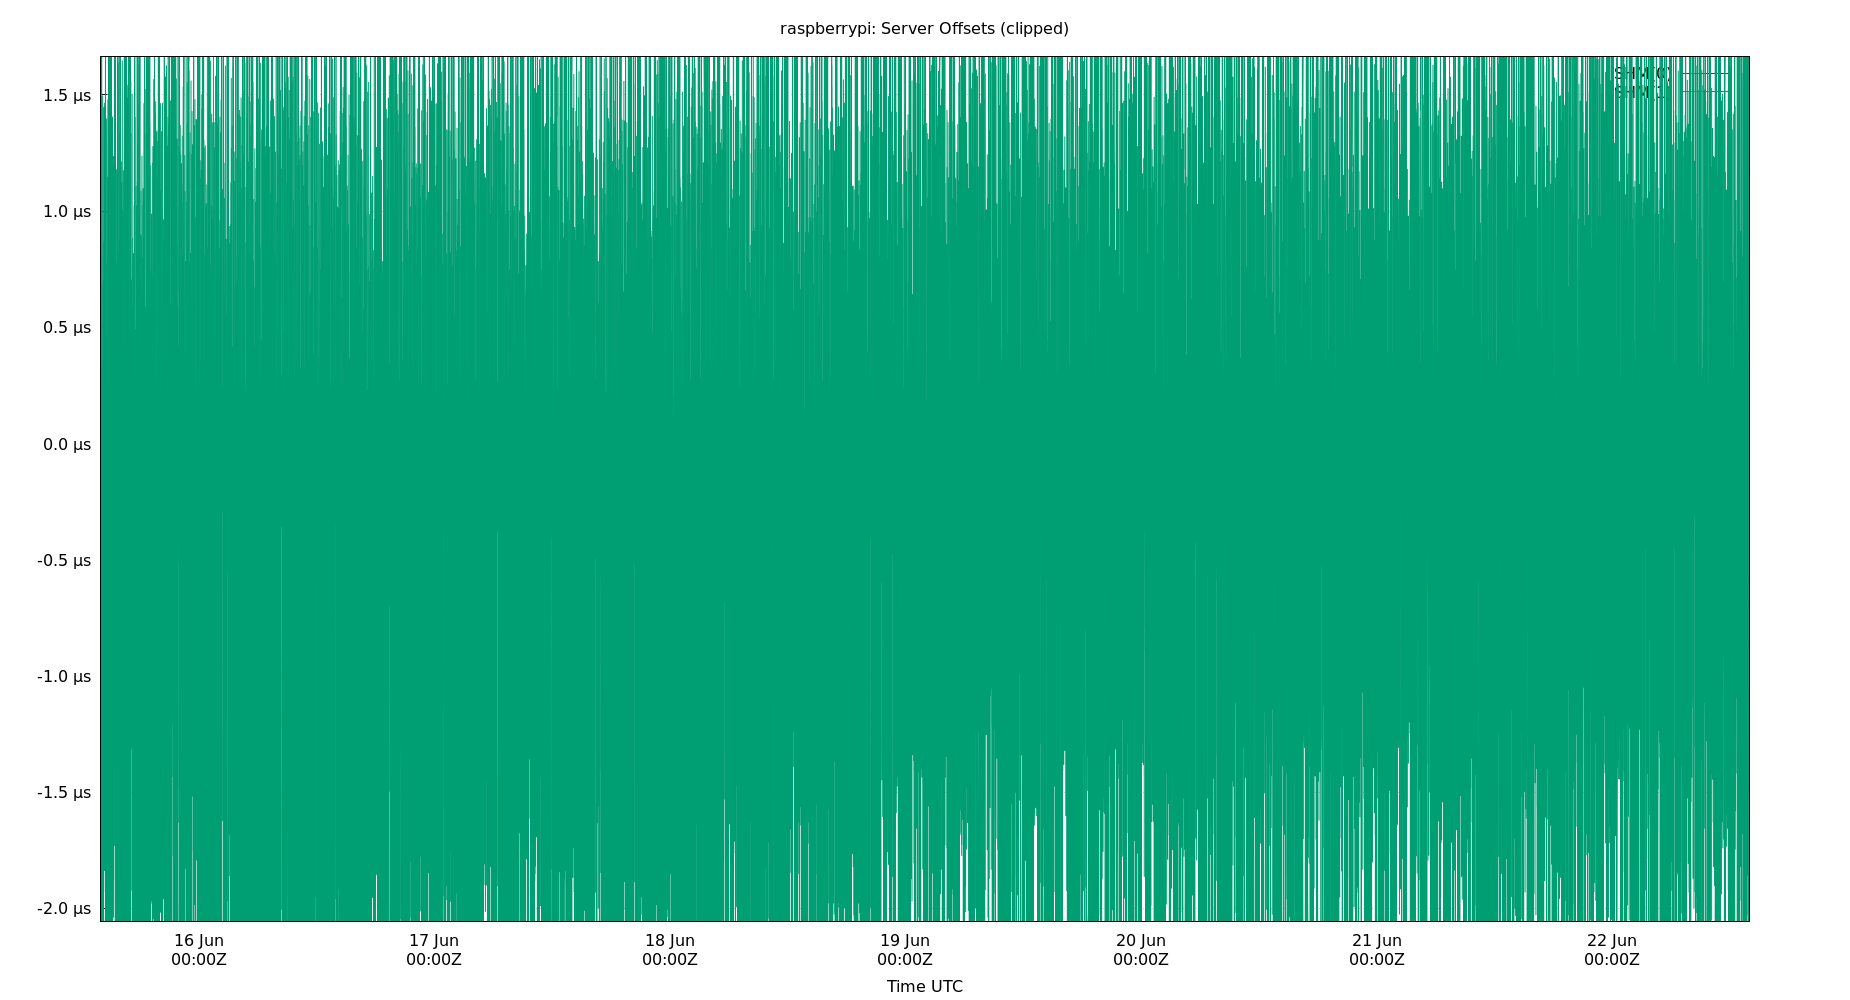 raspberrypi: Server Offsets (clipped)
1.5 µs
1.0 µs
0.5 µs
0.0 µs
-0.5 µs
-1.0 µs
-1.5 µs
-2.0 µs
SHM(0)
16 Jun 17 Jun 18 Jun 19 Jun 20 Jun 21 Jun 22 Jun
00:00Z 00:00Z 00:00Z 00:00Z 00:00Z 00:00Z 00:00Z
Time UTC